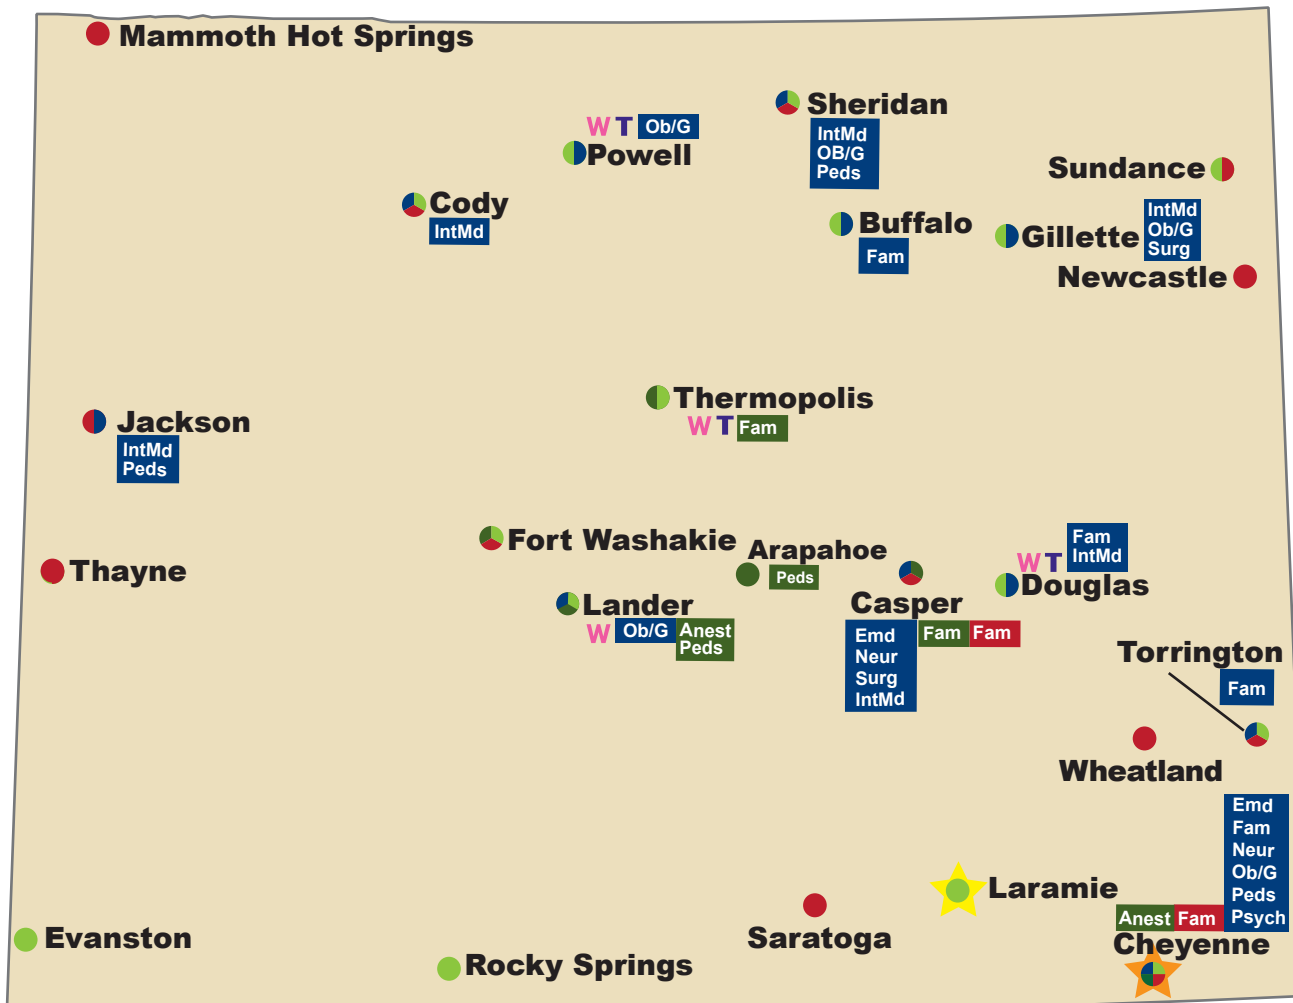 Mammoth Hot Springs
Sheridan
IntMd
OB/G
Peds
W T Ob/G
Powell
Sundance
Cody
IntMd
Buffalo
Fam
Gillette
IntMd
Ob/G
Surg
Newcastle
Thermopolis
W T Fam
Jackson
IntMd
Peds
Fort Washakie
Arapahoe
Peds
Thayne
Fam
IntMd
W T
Douglas
Lander
W Ob/G Anest
Peds
Casper
Emd
Neur
Surg
IntMd
Fam Fam
Torrington
Fam
Wheatland
Emd
Fam
Neur
Ob/G
Peds
Psych
Anest Fam
Cheyenne
Laramie
Saratoga
Evanston
Rocky Springs